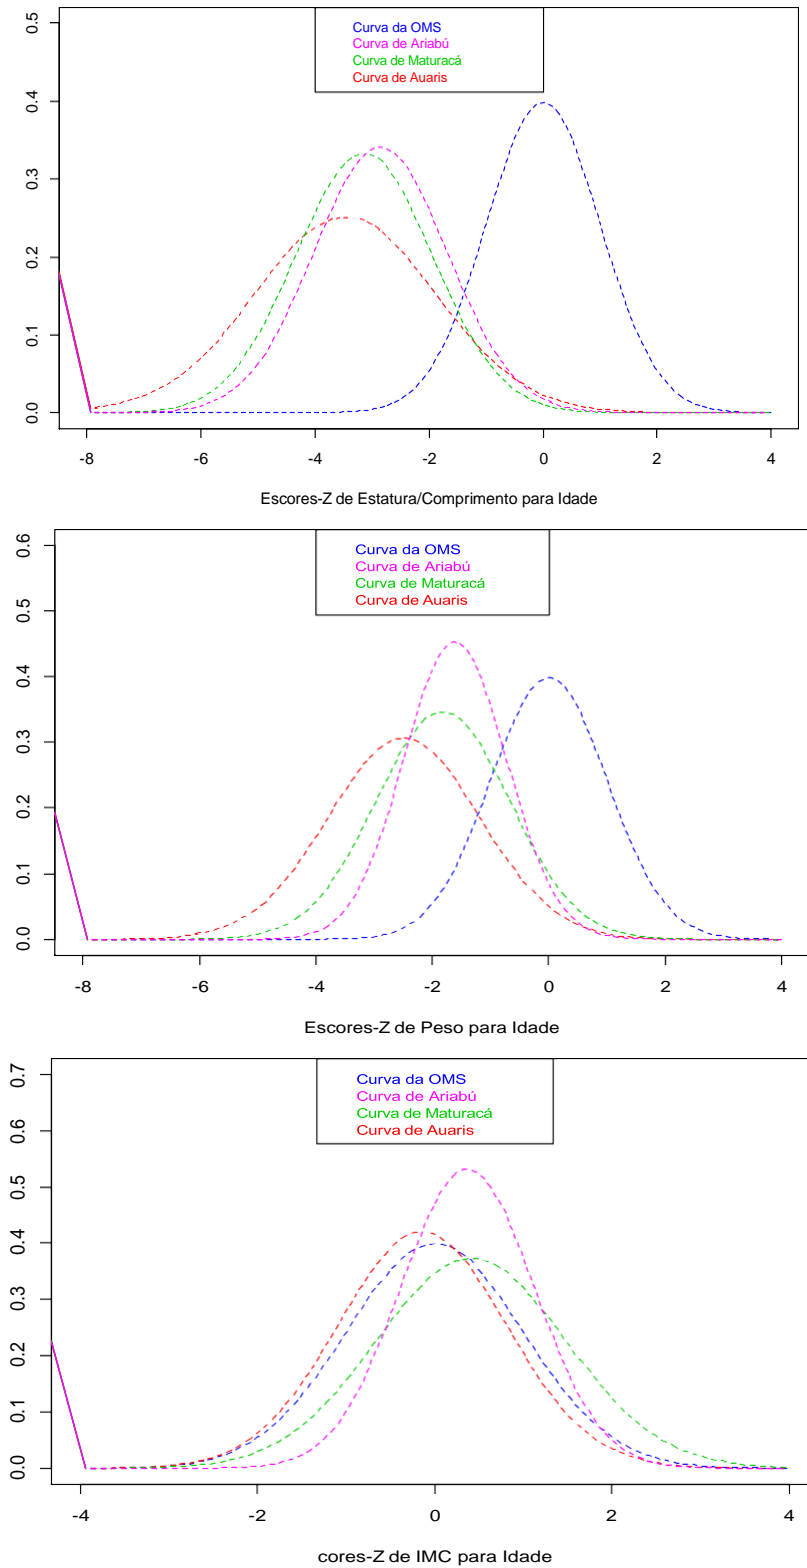 Curva da OMS
Curva de Ariabú
Curva de Maturacá
Curva de Auaris
0.5
0.4
0.3
0.2
0.1
0.0
-8 -6 -4 -2 0 2 4
Escores-Z de Estatura/Comprimento para Idade
Curva da OMS
Curva de Ariabú
Curva de Maturacá
Curva de Auaris
0.6
0.5
0.4
0.3
0.2
0.1
0.0
-8 -6 -4 -2 0 2 4
Escores-Z de Peso para Idade
Curva da OMS
Curva de Ariabú
Curva de Maturacá
Curva de Auaris
0.7
0.6
0.5
0.4
0.3
0.2
0.1
0.0
-4 -2 0 2 4
cores-Z de IMC para Idade